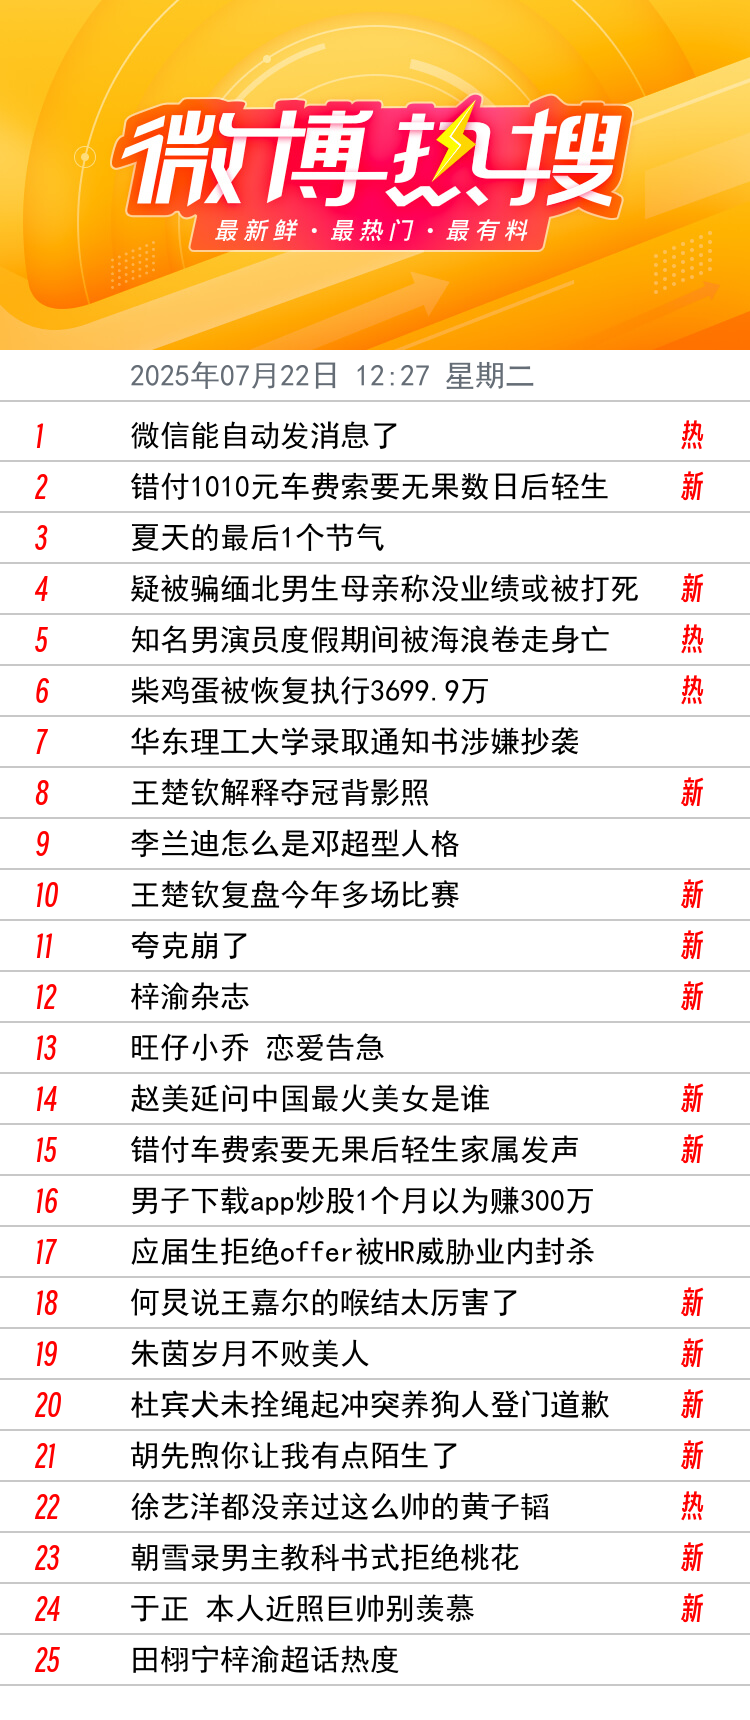 微博热搜
最新鲜·最热门·最有料
2025年07月22日 12:27 星期二
1 微信能自动发消息了 热
2 错付1010元车费索要无果数日后轻生 新
3 夏天的最后1个节气
4 疑被骗缅北男生母亲称没业绩或被打死 新
5 知名男演员度假期间被海浪卷走身亡 热
6 柴鸡蛋被恢复执行3699.9万 热
7 华东理工大学录取通知书涉嫌抄袭
8 王楚钦解释夺冠背影照 新
9 李兰迪怎么是邓超型人格
10 王楚钦复盘今年多场比赛 新
11 夸克崩了 新
12 梓渝杂志 新
13 旺仔小乔 恋爱告急
14 赵美延问中国最火美女是谁 新
15 错付车费索要无果后轻生家属发声 新
16 男子下载app炒股1个月以为赚300万
17 应届生拒绝offer被HR威胁业内封杀
18 何炅说王嘉尔的喉结太厉害了 新
19 朱茵岁月不败美人 新
20 杜宾犬未拴绳起冲突养狗人登门道歉 新
21 胡先煦你让我有点陌生了 新
22 徐艺洋都没亲过这么帅的黄子韬 热
23 朝雪录男主教科书式拒绝桃花 新
24 于正 本人近照巨帅别羡慕 新
25 田栩宁梓渝超话热度